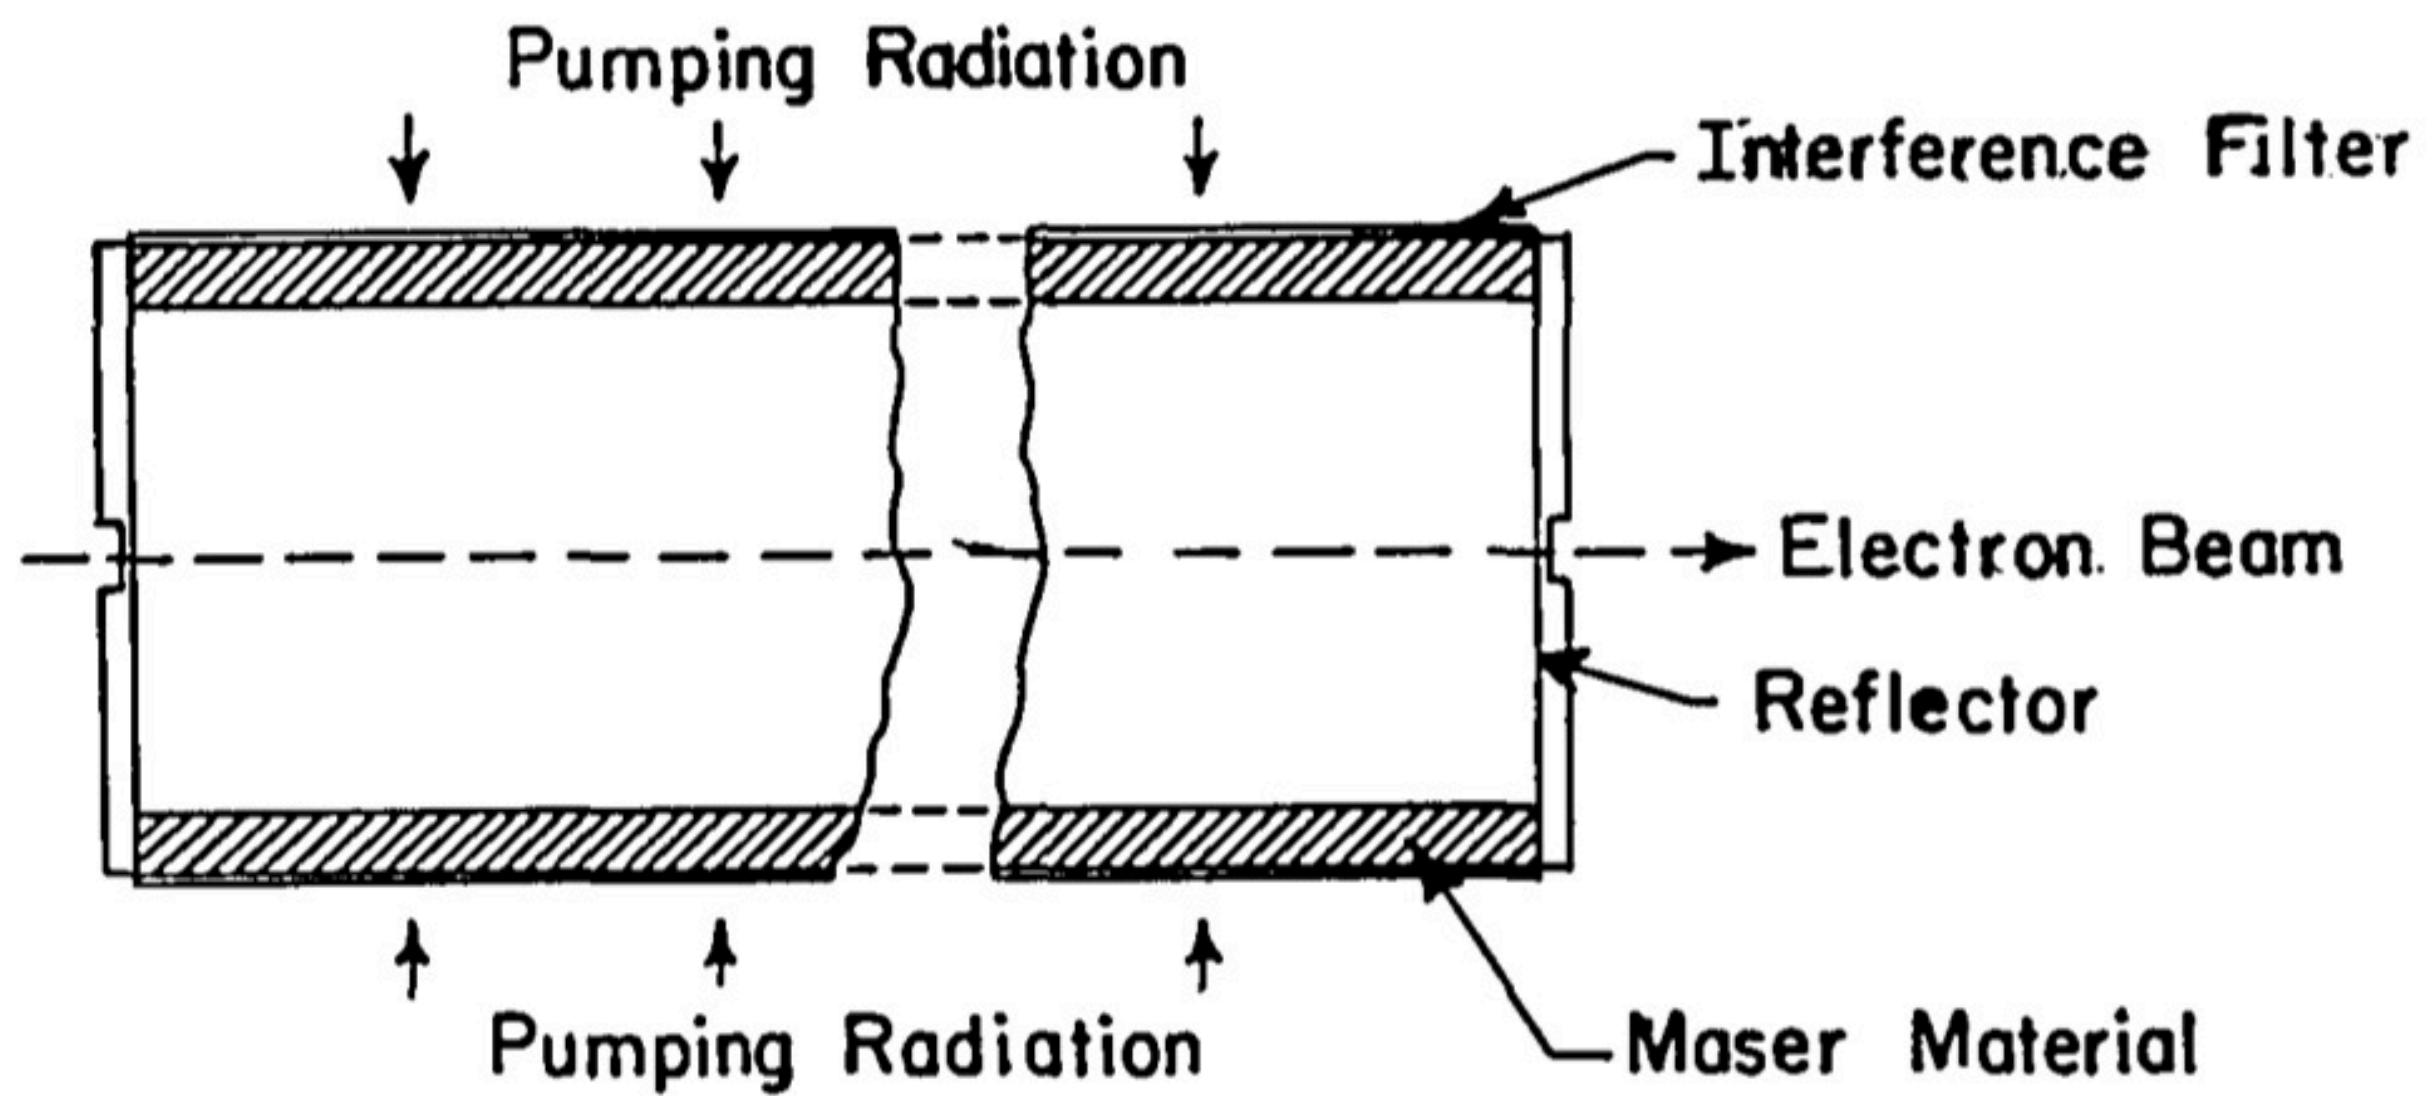 Pumping Radiation
Interference Filter
Electron Beam
Reflector
Maser Material
Pumping Radiation